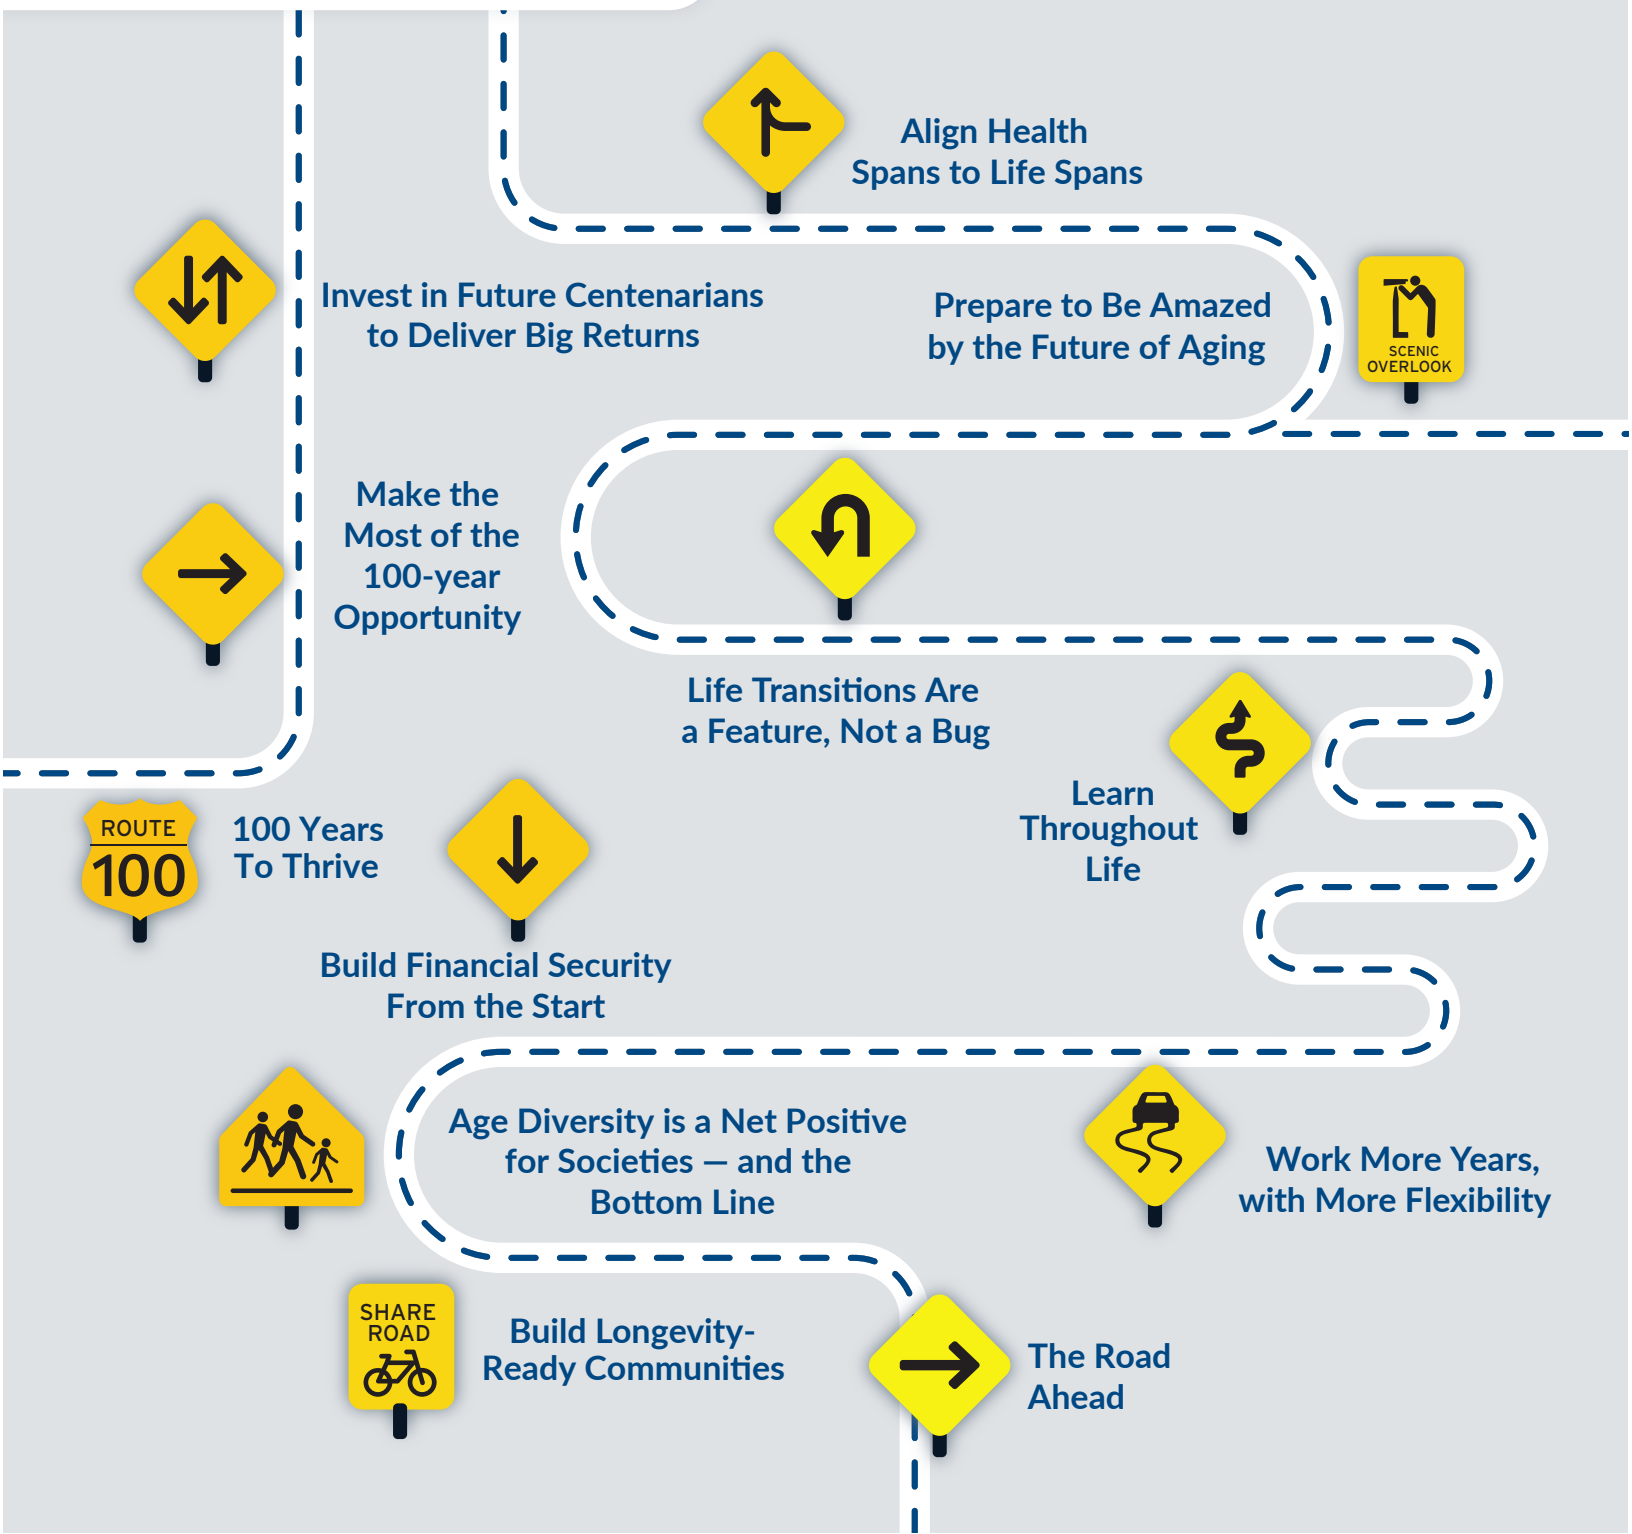 Align Health
Spans to Life Spans
Invest in Future Centenarians
to Deliver Big Returns
Prepare to Be Amazed
by the Future of Aging
SCENIC
OVERLOOK
Make the
Most of the
100-year
Opportunity
Life Transitions Are
a Feature, Not a Bug
Learn
Throughout
Life
ROUTE
100
100 Years
To Thrive
Build Financial Security
From the Start
Age Diversity is a Net Positive
for Societies — and the
Bottom Line
Work More Years,
with More Flexibility
SHARE
ROAD
Build Longevity-
Ready Communities
The Road
Ahead